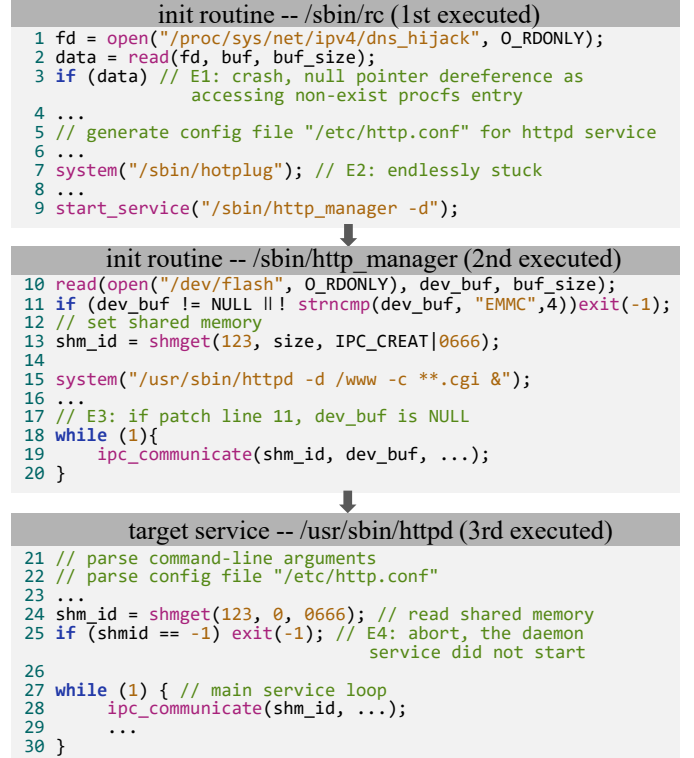 init routine -- /sbin/rc (1st executed)
1 fd = open("/proc/sys/net/ipv4/dns_hijack", O_RDONLY);
2 data = read(fd, buf, buf_size);
3 if (data) // E1: crash, null pointer dereference as
accessing non-exist procfs entry
4 ...
5 // generate config file "/etc/http.conf" for httpd service
6 ...
7 system("/sbin/hotplug"); // E2: endlessly stuck
8 ...
9 start_service("/sbin/http_manager -d");
init routine -- /sbin/http_manager (2nd executed)
10 read(open("/dev/flash", O_RDONLY), dev_buf, buf_size);
11 if (dev_buf != NULL ||! strncmp(dev_buf, "EMMC",4))exit(-1);
12 // set shared memory
13 shm_id = shmget(123, size, IPC_CREAT|0666);
14
15 system("/usr/sbin/httpd -d /www -c **.cgi &");
16 ...
17 // E3: if patch line 11, dev_buf is NULL
18 while (1){
19 ipc_communicate(shm_id, dev_buf, ...);
20 }
target service -- /usr/sbin/httpd (3rd executed)
21 // parse command-line arguments
22 // parse config file "/etc/http.conf"
23 ...
24 shm_id = shmget(123, 0, 0666); // read shared memory
25 if (shmid == -1) exit(-1); // E4: abort, the daemon
service did not start
26
27 while (1) { // main service loop
28 ipc_communicate(shm_id, ...);
29 ...
30 }